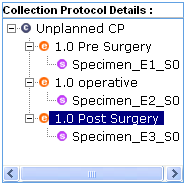 Collection Protocol Details :
C Unplanned CP
e 1.0 Pre Surgery
s Specimen_E1_S0
e 1.0 operative
s Specimen_E2_S0
e 1.0 Post Surgery
s Specimen_E3_S0